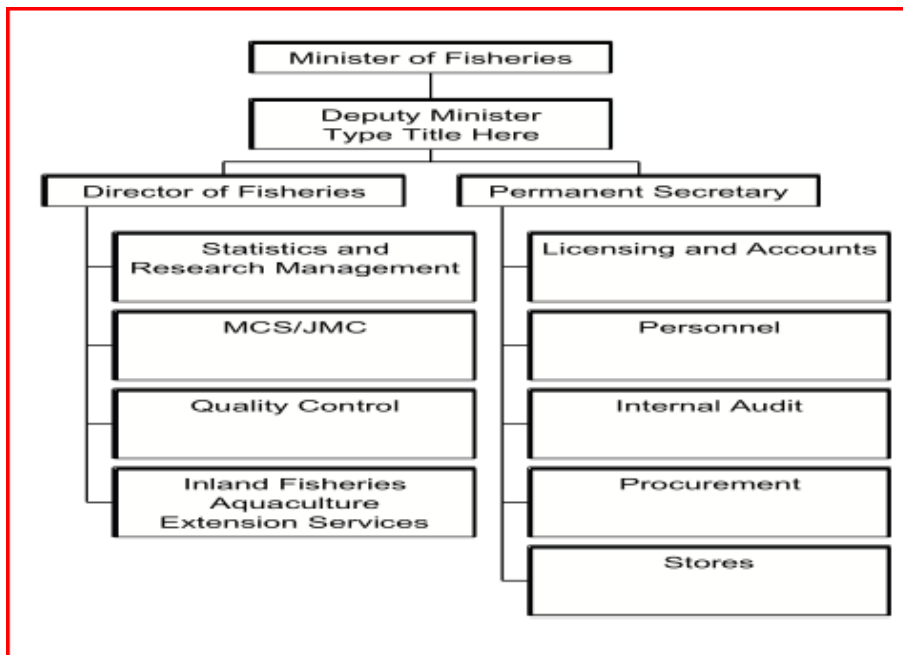 Minister of Fisheries
Deputy Minister
Type Title Here
Director of Fisheries
Permanent Secretary
Statistics and
Research Management
Licensing and Accounts
MCS/JMC
Personnel
Quality Control
Internal Audit
Inland Fisheries
Aquaculture
Extension Services
Procurement
Stores